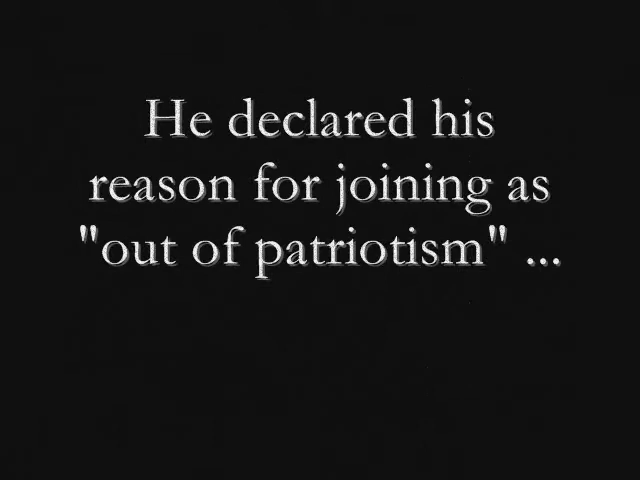 He declared his
reason for joining as
"out of patriotism" ...